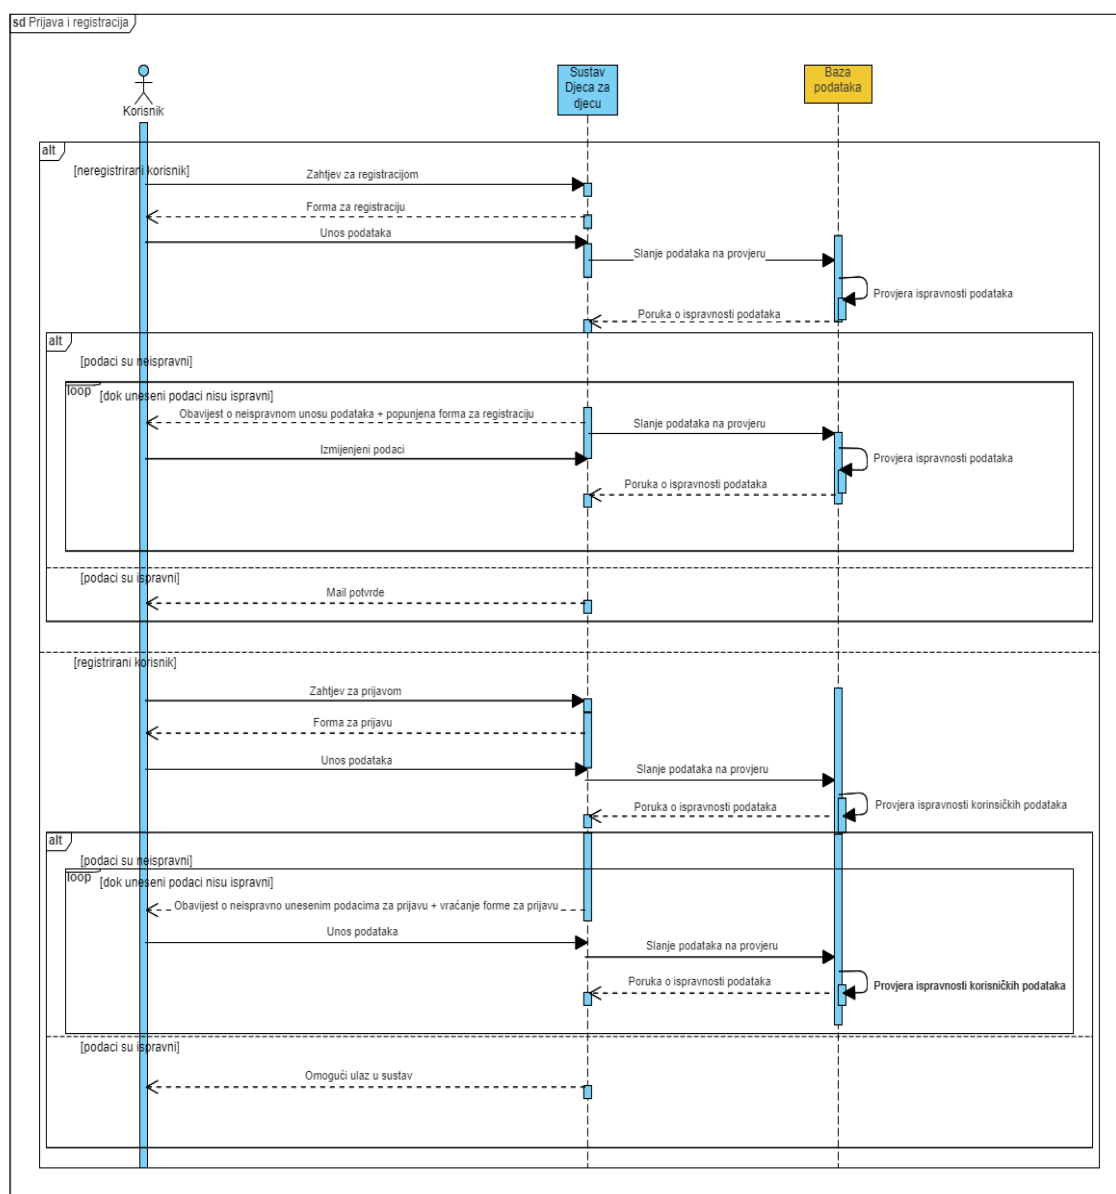 sd Prijava i registracija
Korisnik
Sustav
Djeca za
djecu
Baza
podataka
alt
[neregistrirani korisnik]
Zahtjev za registracijom
Forma za registraciju
Unos podataka
Slanje podataka na provjeru
Provjera ispravnosti podataka
Poruka o ispravnosti podataka
alt
[podaci su neispravni]
loop
[dok uneseni podaci nisu ispravni]
Obavijest o neispravnom unosu podataka + popunjena forma za registraciju
Slanje podataka na provjeru
Izmijenjeni podaci
Provjera ispravnosti podataka
Poruka o ispravnosti podataka
[podaci su ispravni]
Mail potvrde
[registrirani korisnik]
Zahtjev za prijavom
Forma za prijavu
Unos podataka
Slanje podataka na provjeru
Provjera ispravnosti korinsičkih podataka
Poruka o ispravnosti podataka
alt
[podaci su neispravni]
loop
[dok uneseni podaci nisu ispravni]
Obavijest o neispravno unesenim podacima za prijavu + vraćanje forme za prijavu
Unos podataka
Slanje podataka na provjeru
Poruka o ispravnosti podataka
Provjera ispravnosti korisničkih podataka
[podaci su ispravni]
Omogući ulaz u sustav